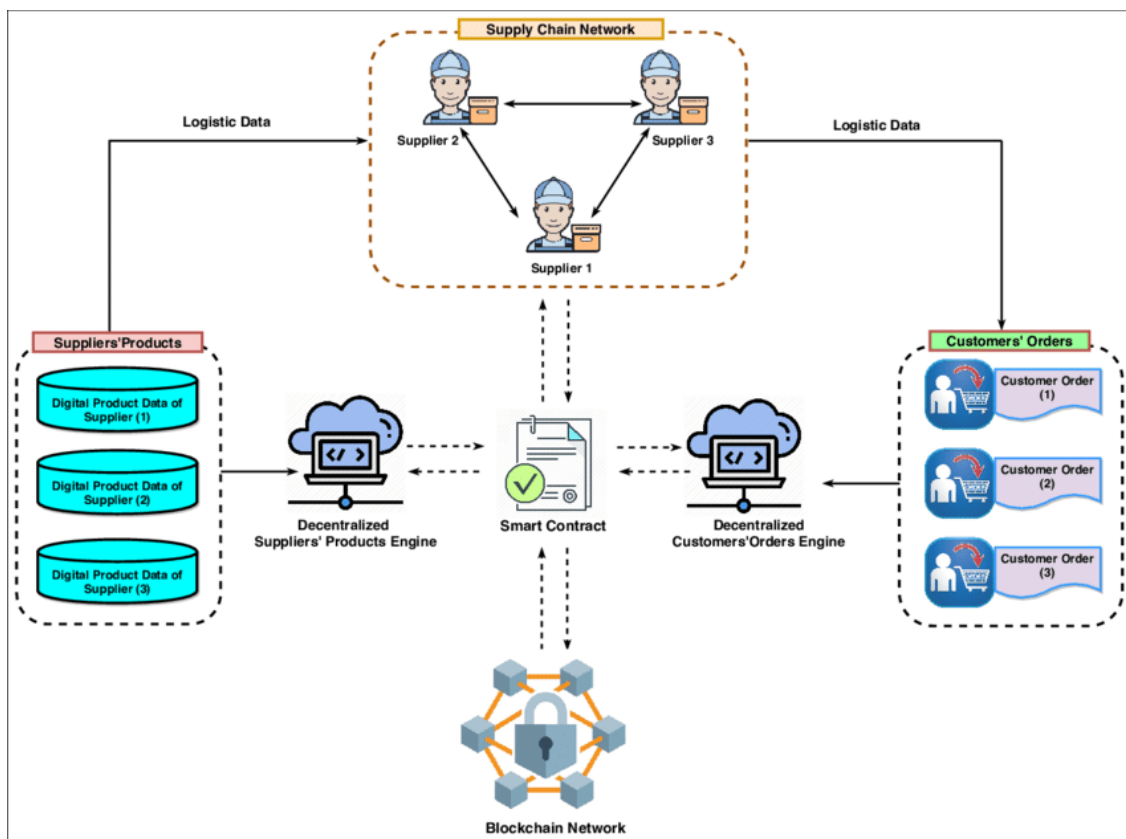 Supply Chain Network
Logistic Data
Logistic Data
Supplier 2
Supplier 3
Supplier 1
Suppliers'Products
Digital Product Data of
Supplier (1)
Digital Product Data of
Supplier (2)
Digital Product Data of
Supplier (3)
</>
Decentralized
Suppliers' Products Engine
Smart Contract
</>
Decentralized
Customers'Orders Engine
Customers' Orders
Customer Order
(1)
Customer Order
(2)
Customer Order
(3)
Blockchain Network